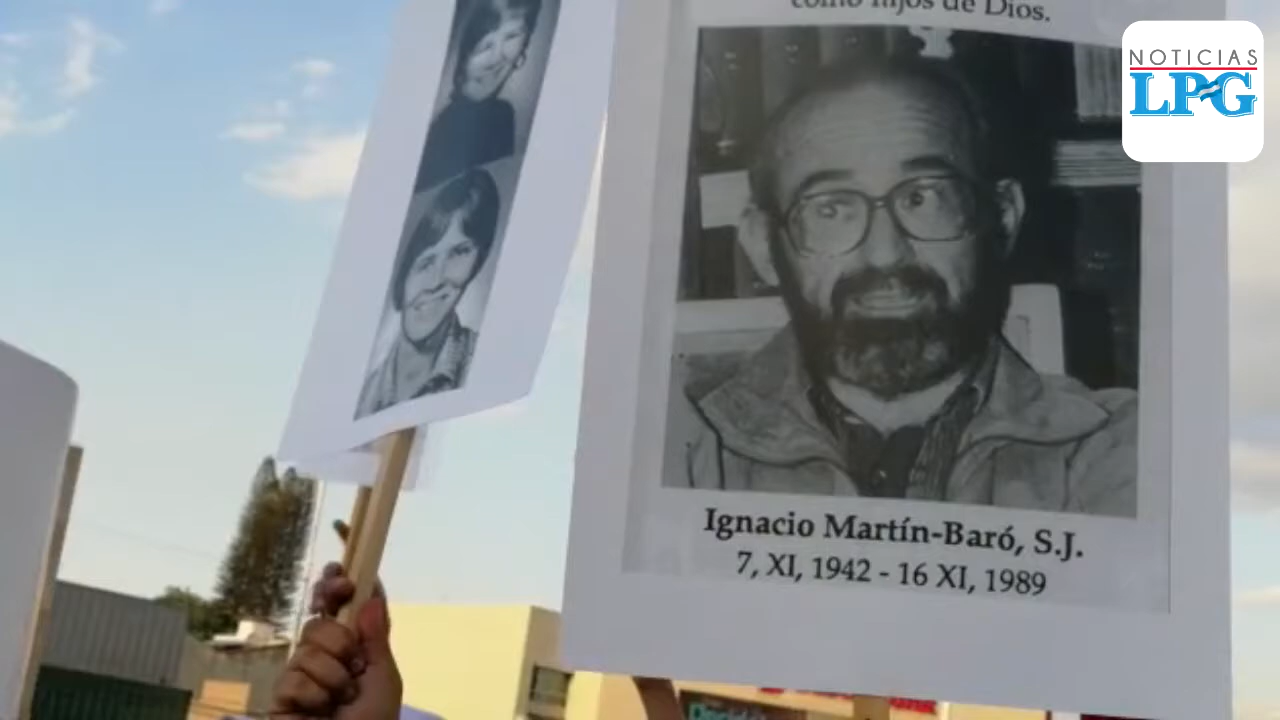 como hijos de Dios.
NOTICIAS
LPG
Ignacio Martín-Baró, S.J.
7, XI, 1942 - 16 XI, 1989